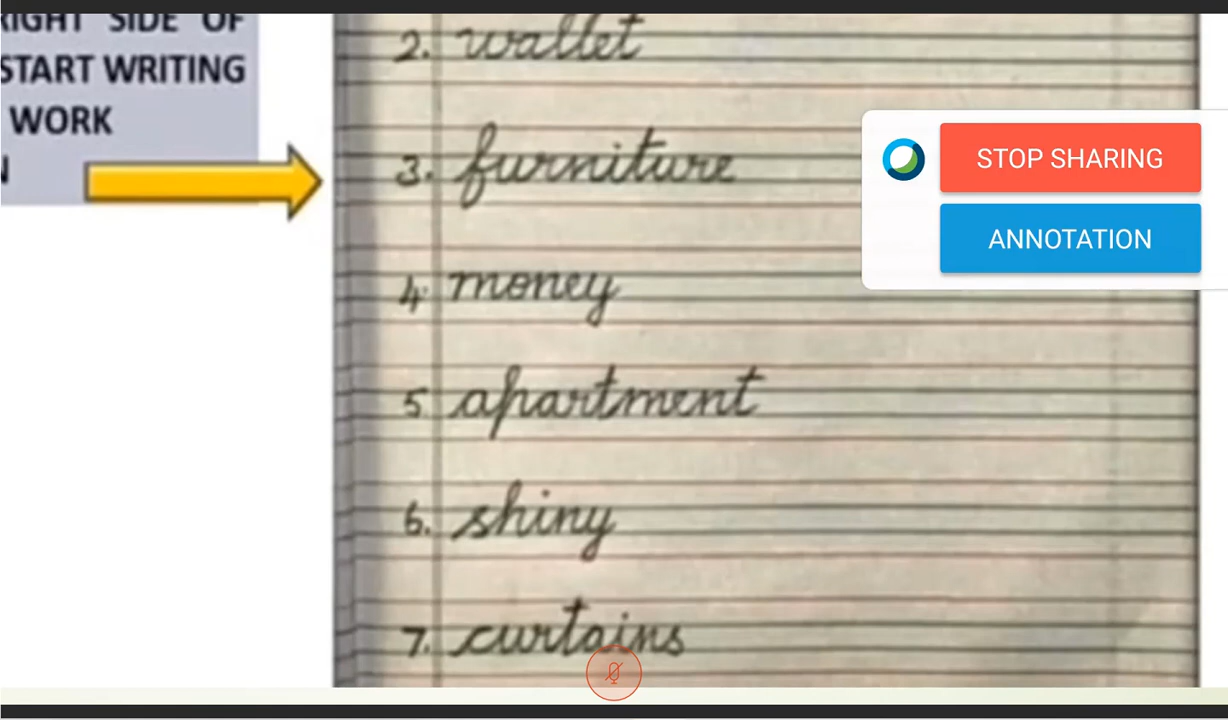 RIGHT SIDE OF
START WRITING
WORK
N
2. wallet
3. furniture
4. money
5 apartment
6. shiny
7. curtains
STOP SHARING
ANNOTATION